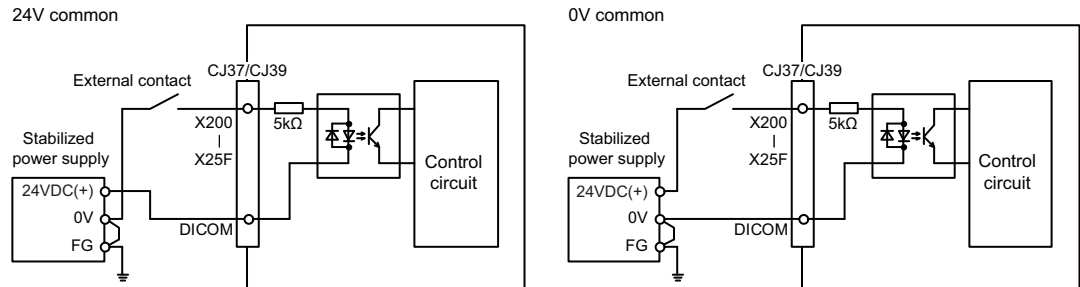 24V common
CJ37/CJ39
External contact
X200
5kΩ
X25F
Stabilized
power supply
Control
circuit
24VDC(+)
0V
DICOM
FG
0V common
CJ37/CJ39
External contact
X200
5kΩ
X25F
Stabilized
power supply
Control
circuit
24VDC(+)
0V
DICOM
FG